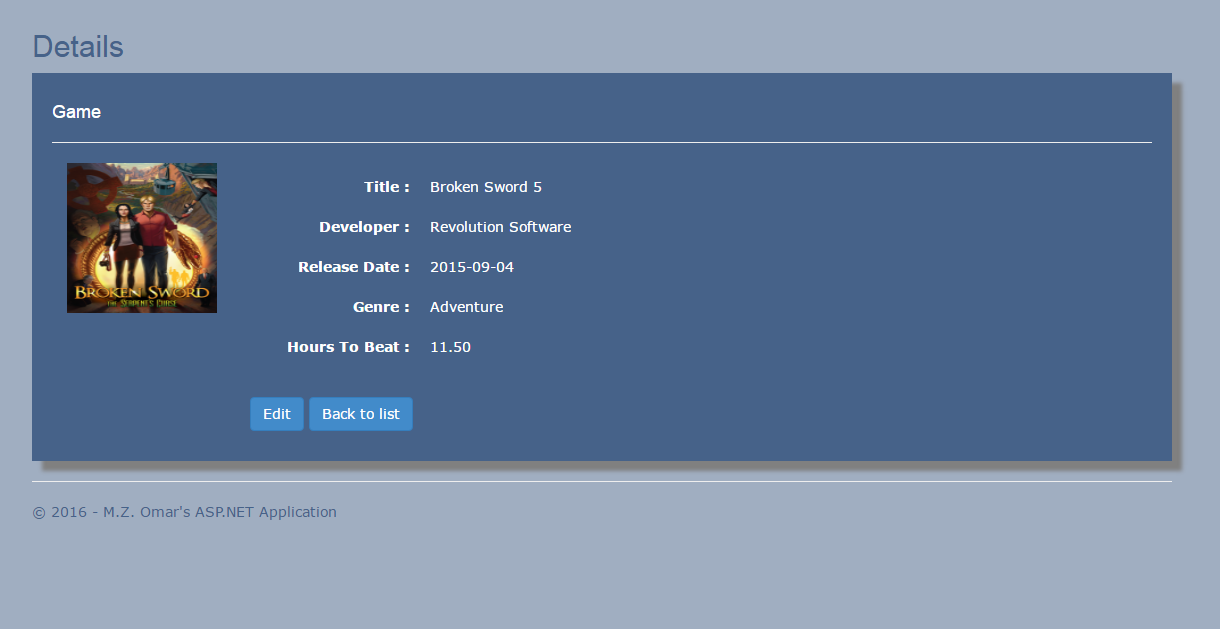 Details
Game
BROKEN SWORD
THE SERPENT'S CURSE
Title : Broken Sword 5
Developer : Revolution Software
Release Date : 2015-09-04
Genre : Adventure
Hours To Beat : 11.50
Edit Back to list
© 2016 - M.Z. Omar's ASP.NET Application